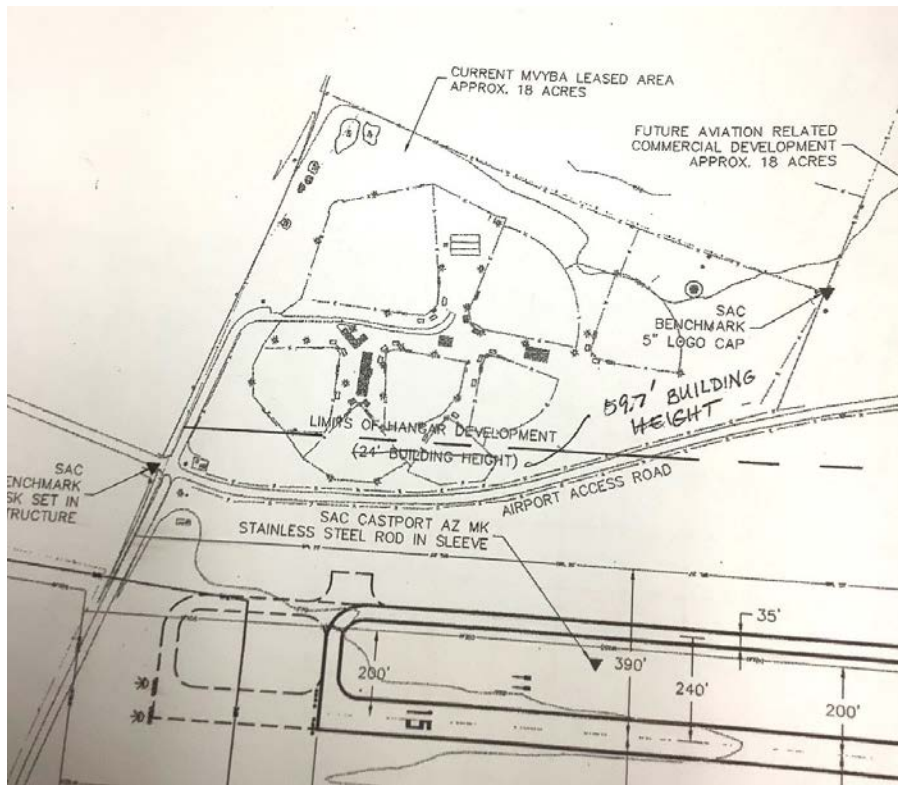 CURRENT MVYBA LEASED AREA
APPROX. 18 ACRES
FUTURE AVIATION RELATED
COMMERCIAL DEVELOPMENT
APPROX. 18 ACRES
SAC
BENCHMARK
5" LOGO CAP
59.7' BUILDING
HEIGHT
LIMITS OF HANGAR DEVELOPMENT
(24' BUILDING HEIGHT)
SAC
ENCHMARK
SK SET IN
TRUCTURE
AIRPORT ACCESS ROAD
SAC CASTPORT AZ MK
STAINLESS STEEL ROD IN SLEEVE
35'
200'
390'
240'
200'
15